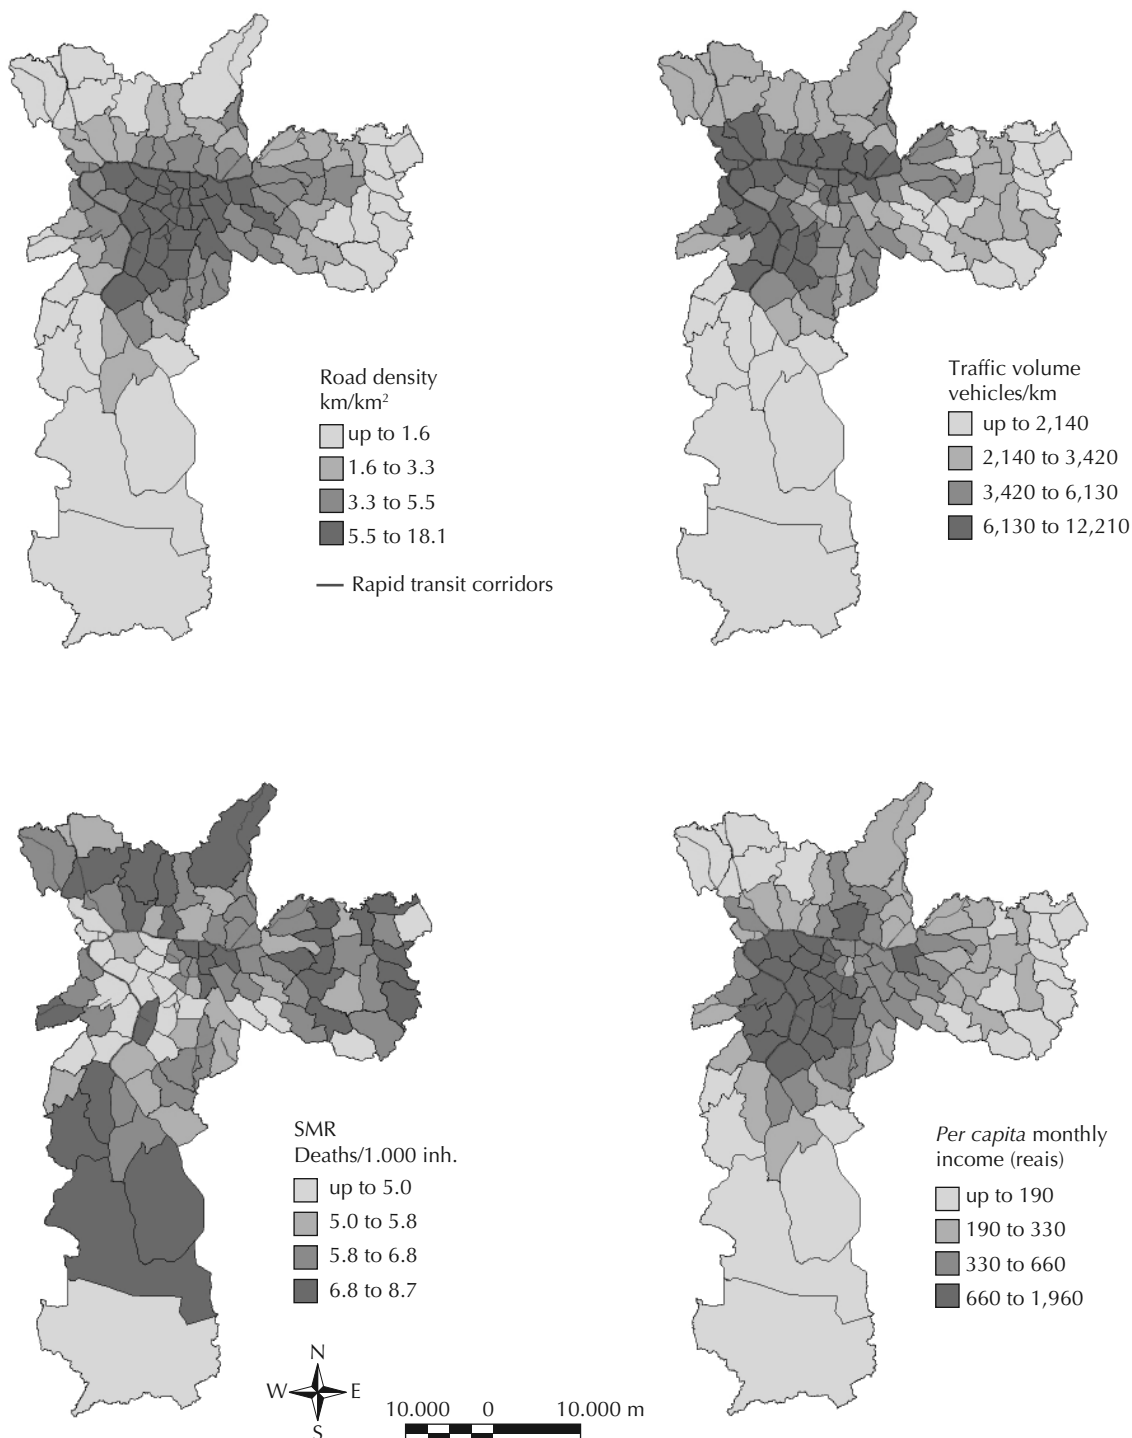 Road density
km/km²
up to 1.6
1.6 to 3.3
3.3 to 5.5
5.5 to 18.1
Rapid transit corridors
Traffic volume
vehicles/km
up to 2,140
2,140 to 3,420
3,420 to 6,130
6,130 to 12,210
SMR
Deaths/1.000 inh.
up to 5.0
5.0 to 5.8
5.8 to 6.8
6.8 to 8.7
Per capita monthly
income (reais)
up to 190
190 to 330
330 to 660
660 to 1,960
N
W E
S
10.000 0 10.000 m